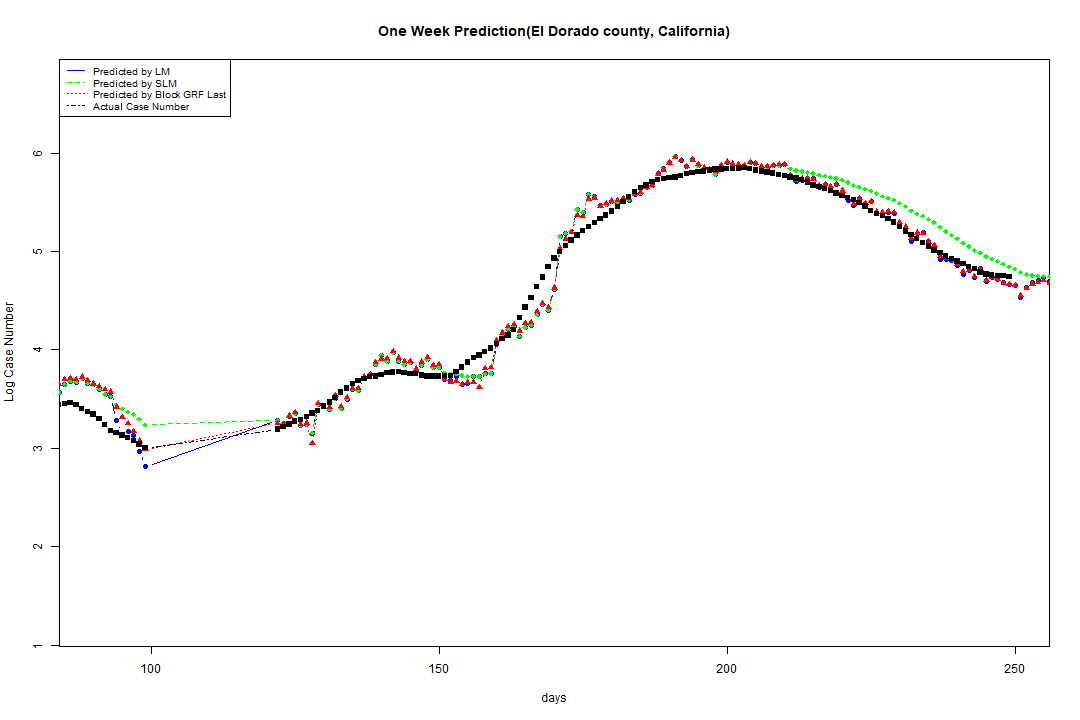 One Week Prediction(El Dorado county, California)
Predicted by LM
Predicted by SLM
Predicted by Block GRF Last
Actual Case Number
Log Case Number
6
5
4
3
2
1
100 150 200 250
days